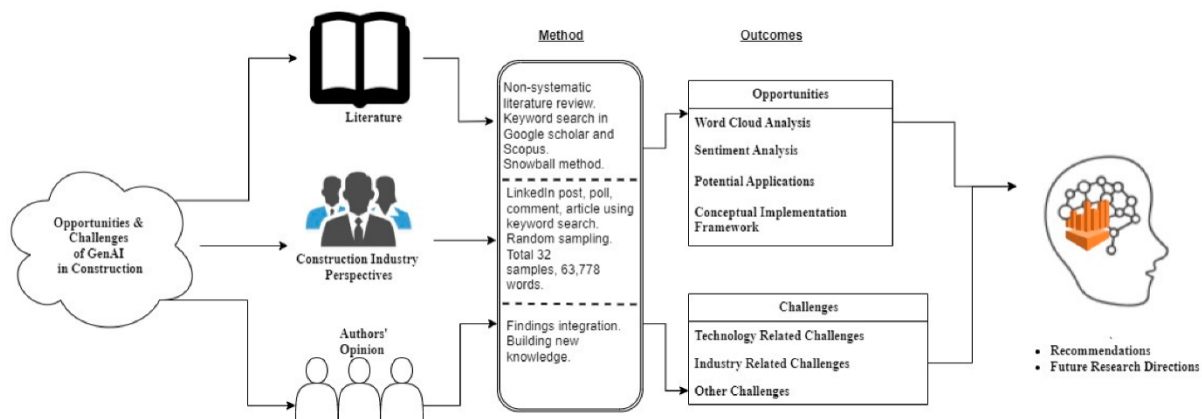 Opportunities &
Challenges
of GenAI
in Construction
Literature
Construction Industry
Perspectives
Authors'
Opinion
Method
Non-systematic
literature review.
Keyword search in
Google scholar and
Scopus.
Snowball method.
LinkedIn post, poll,
comment, article using
keyword search.
Random sampling.
Total 32
samples, 63,778
words.
Findings integration.
Building new
knowledge.
Outcomes
Opportunities
Word Cloud Analysis
Sentiment Analysis
Potential Applications
Conceptual Implementation
Framework
Challenges
Technology Related Challenges
Industry Related Challenges
Other Challenges
• Recommendations
• Future Research Directions